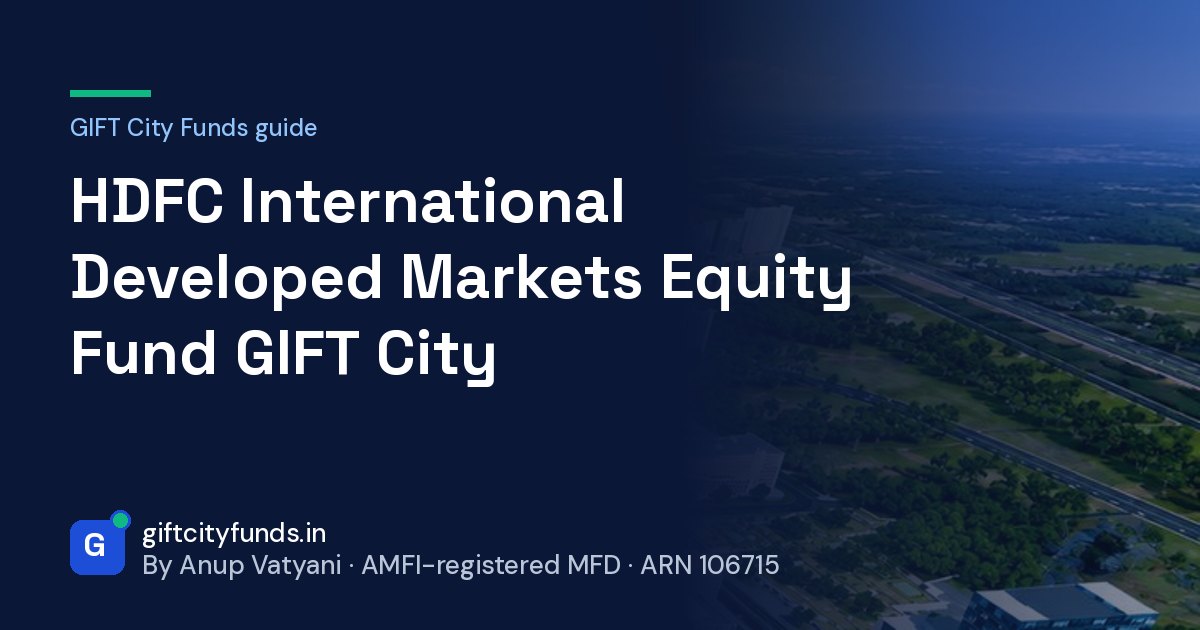 GIFT City Funds guide
HDFC International
Developed Markets Equity
Fund GIFT City
G
giftcityfunds.in
By Anup Vatyani · AMFI-registered MFD · ARN 106715